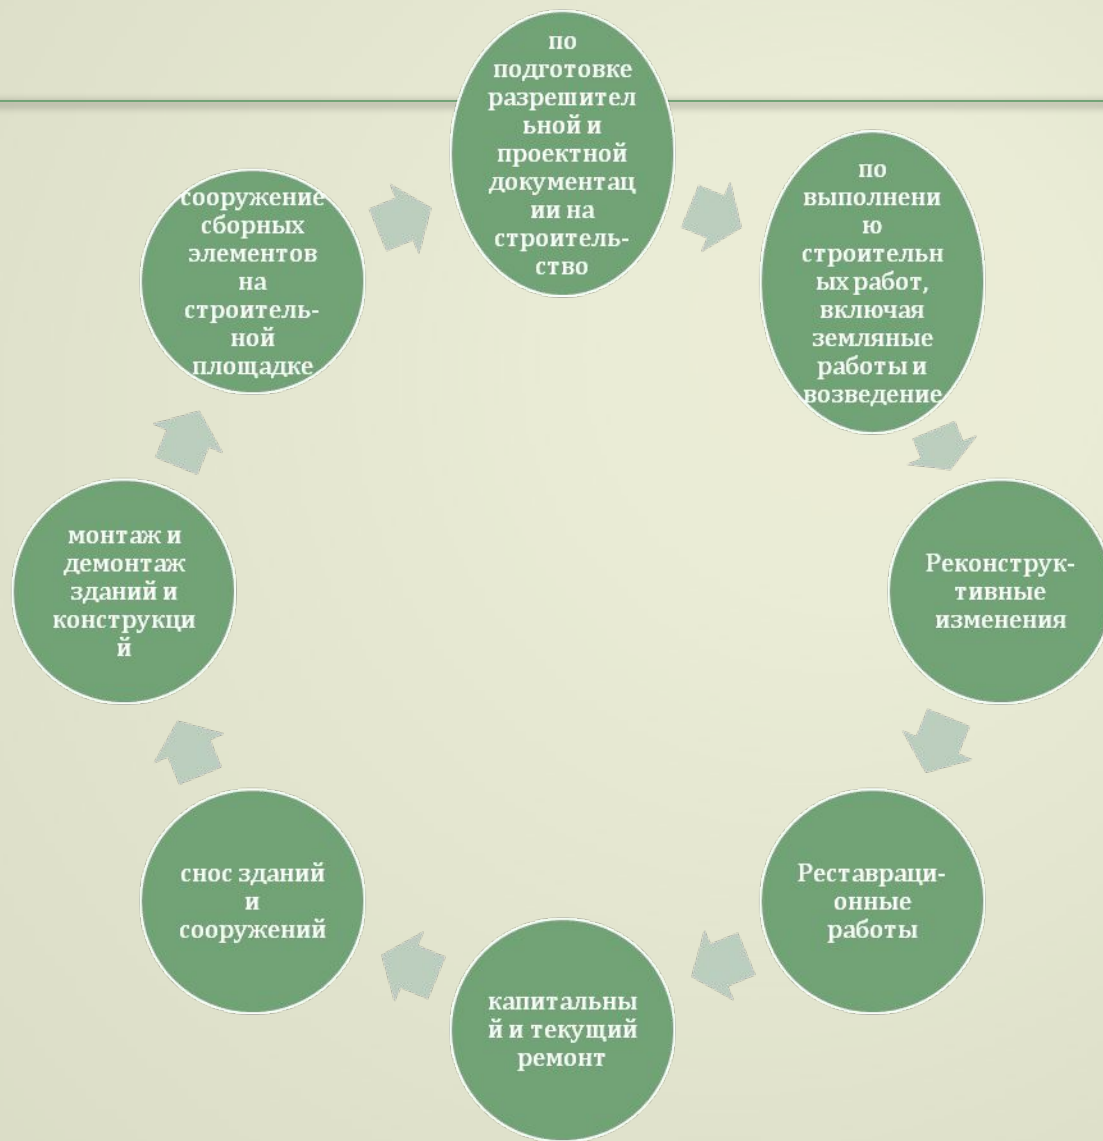 по
подготовке
разрешител
ьной и
проектной
документац
ии на
строитель-
ство
по
выполнени
ю
строительн
ых работ,
включая
земляные
работы и
возведение
Реконструк-
тивные
изменения
Реставраци-
онные
работы
капитальны
й и текущий
ремонт
снос зданий
и
сооружений
монтаж и
демонтаж
зданий и
конструкци
й
сооружение
сборных
элементов
на
строитель-
ной
площадке